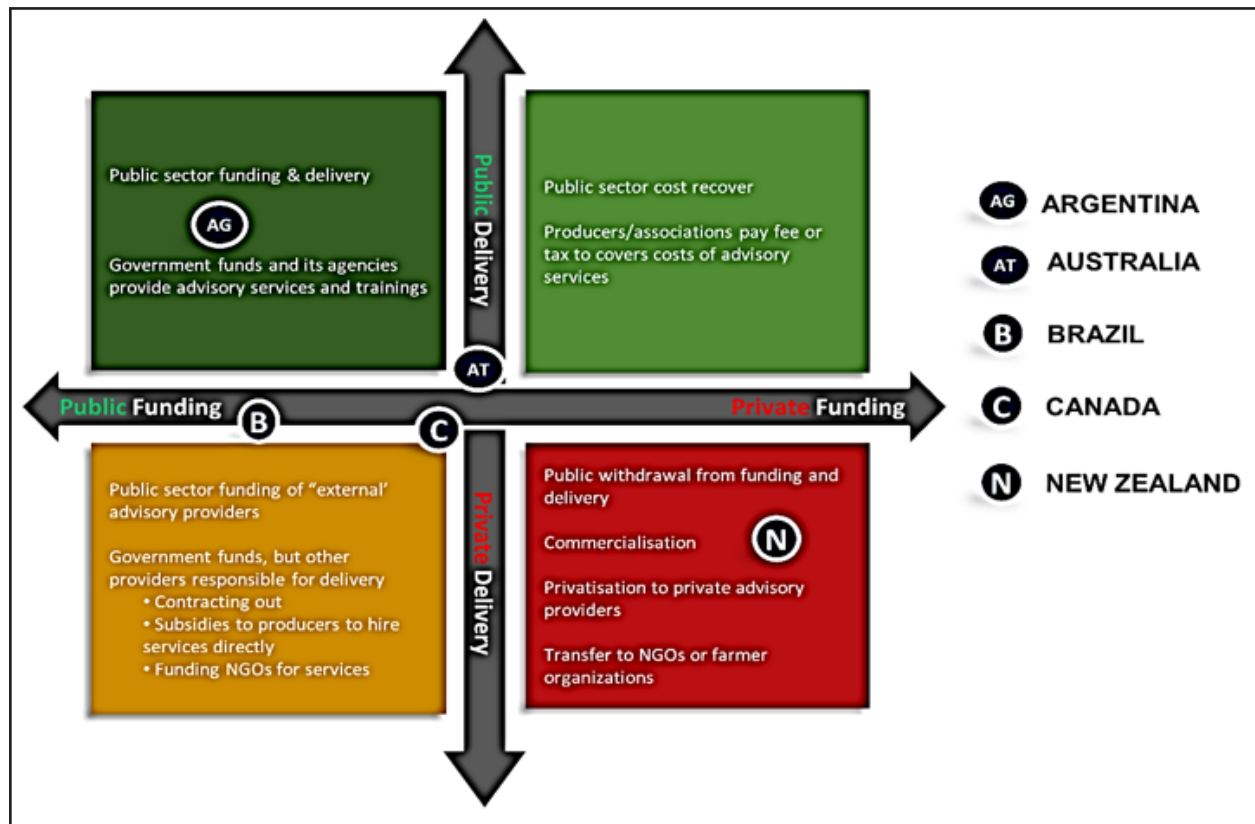 Public sector funding & delivery
AG
Government funds and its agencies
provide advisory services and trainings
Public Delivery
Public sector cost recover
Producers/associations pay fee or
tax to covers costs of advisory
services
AT
Public Funding
Private Funding
B
C
Public sector funding of “external’
advisory providers
Government funds, but other
providers responsible for delivery
• Contracting out
• Subsidies to producers to hire
services directly
• Funding NGOs for services
Private Delivery
Public withdrawal from funding and
delivery
Commercialisation
N
Privatisation to private advisory
providers
Transfer to NGOs or farmer
organizations
AG ARGENTINA
AT AUSTRALIA
B BRAZIL
C CANADA
N NEW ZEALAND